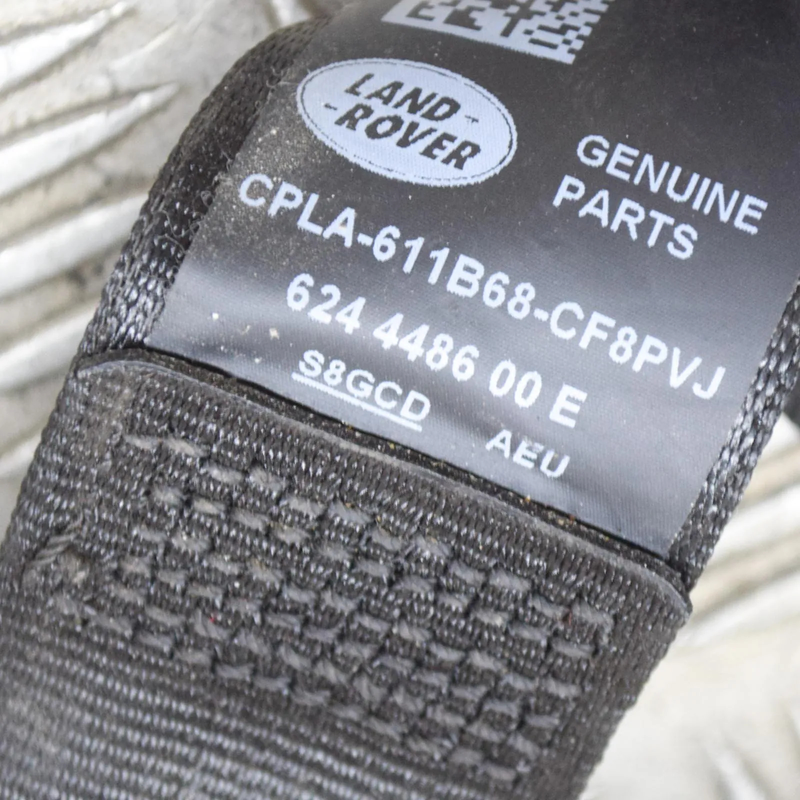 LAND-
-ROVER
GENUINE
PARTS
CPLA-611B68-CF8PVJ
624 4486 00 E
S8GCD
AEU